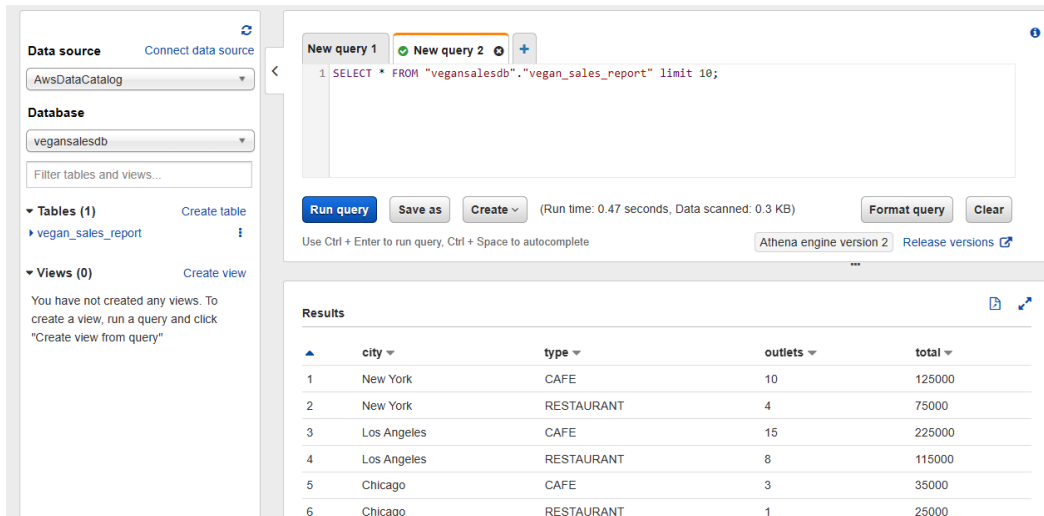 Data source Connect data source
AwsDataCatalog
Database
vegansalesdb
Filter tables and views...
Tables (1) Create table
vegan_sales_report
Views (0) Create view
You have not created any views. To
create a view, run a query and click
"Create view from query"
New query 1 New query 2 +
1 SELECT * FROM "vegansalesdb"."vegan_sales_report" limit 10;
Run query Save as Create (Run time: 0.47 seconds, Data scanned: 0.3 KB) Format query Clear
Use Ctrl + Enter to run query, Ctrl + Space to autocomplete Athena engine version 2 Release versions
Results
city type outlets total
1 New York CAFE 10 125000
2 New York RESTAURANT 4 75000
3 Los Angeles CAFE 15 225000
4 Los Angeles RESTAURANT 8 115000
5 Chicago CAFE 3 35000
6 Chicago RESTAURANT 1 25000